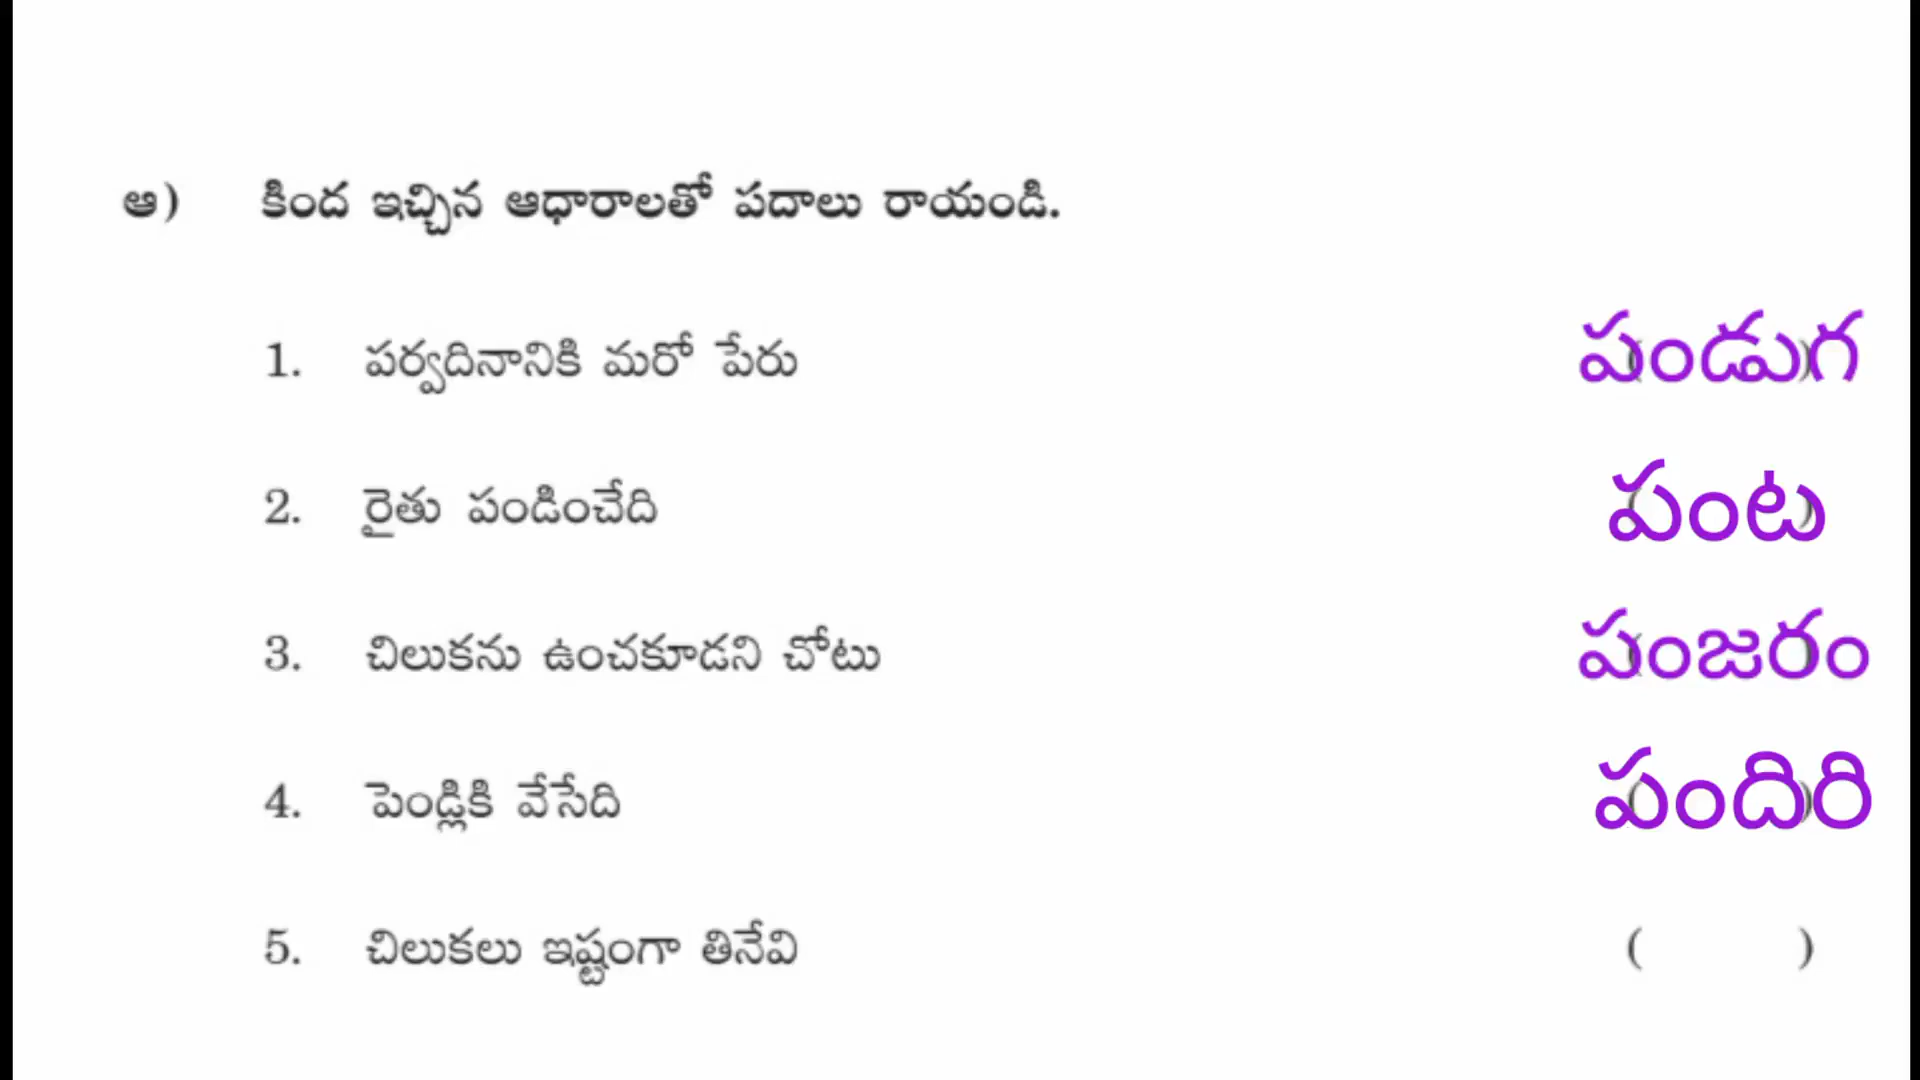 ఆ) కింద ఇచ్చిన ఆధారాలతో పదాలు రాయండి.
1. పర్వదినానికి మరో పేరు (పండుగ)
2. రైతు పండించేది (పంట)
3. చిలుకను ఉంచకూడని చోటు (పంజరం)
4. పెండ్లికి వేసేది (పందిరి)
5. చిలుకలు ఇష్టంగా తినేవి ( )